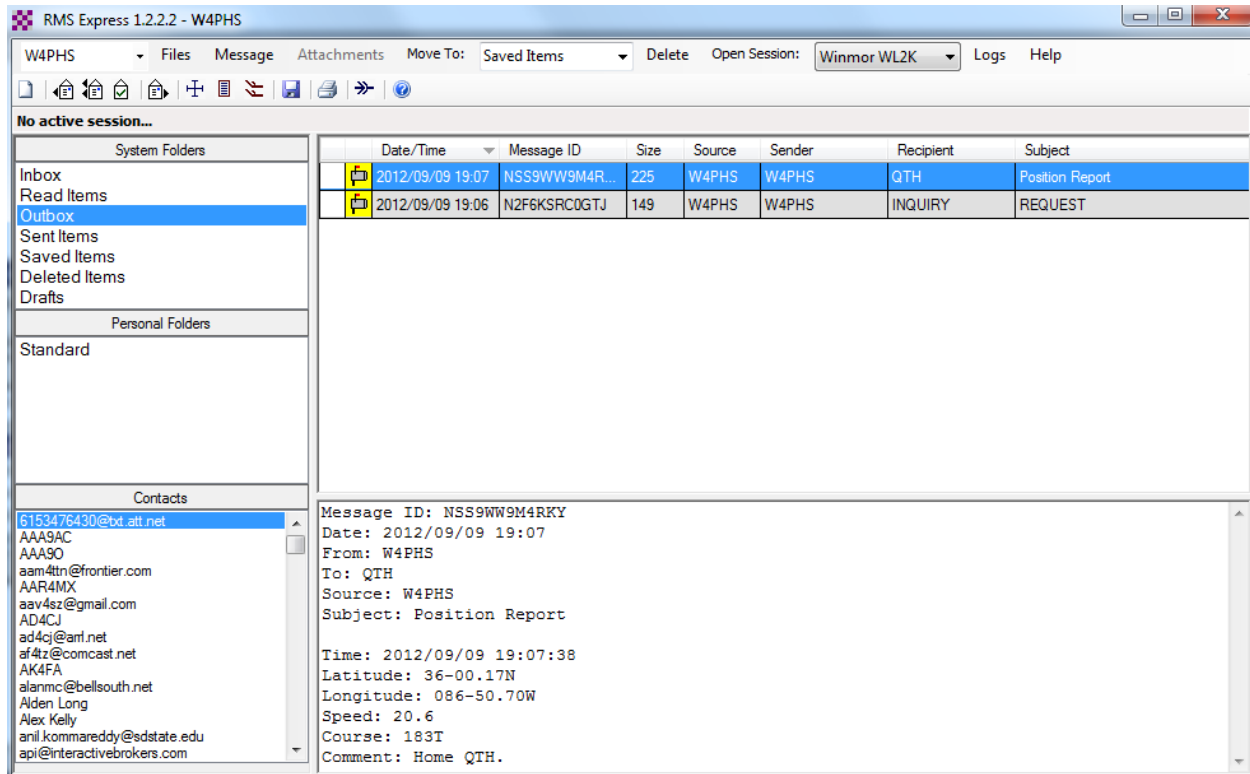 RMS Express 1.2.2.2 - W4PHS
W4PHS Files Message Attachments Move To: Saved Items Delete Open Session: Winmor WL2K Logs Help
No active session...
System Folders
Inbox
Read Items
Outbox
Sent Items
Saved Items
Deleted Items
Drafts
Personal Folders
Standard
Contacts
6153476430@txt.att.net
AAA9AC
AAA9O
aam4ttn@frontier.com
AAR4MX
aav4sz@gmail.com
AD4CJ
ad4cj@arrl.net
af4tz@comcast.net
AK4FA
alanmc@bellsouth.net
Alden Long
Alex Kelly
anil.kommareddy@sdstate.edu
api@interactivebrokers.com
Date/Time Message ID Size Source Sender Recipient Subject
2012/09/09 19:07 NSS9WW9M4R... 225 W4PHS W4PHS QTH Position Report
2012/09/09 19:06 N2F6KSRC0GTJ 149 W4PHS W4PHS INQUIRY REQUEST
Message ID: NSS9WW9M4RKY
Date: 2012/09/09 19:07
From: W4PHS
To: QTH
Source: W4PHS
Subject: Position Report
Time: 2012/09/09 19:07:38
Latitude: 36-00.17N
Longitude: 086-50.70W
Speed: 20.6
Course: 183T
Comment: Home QTH.